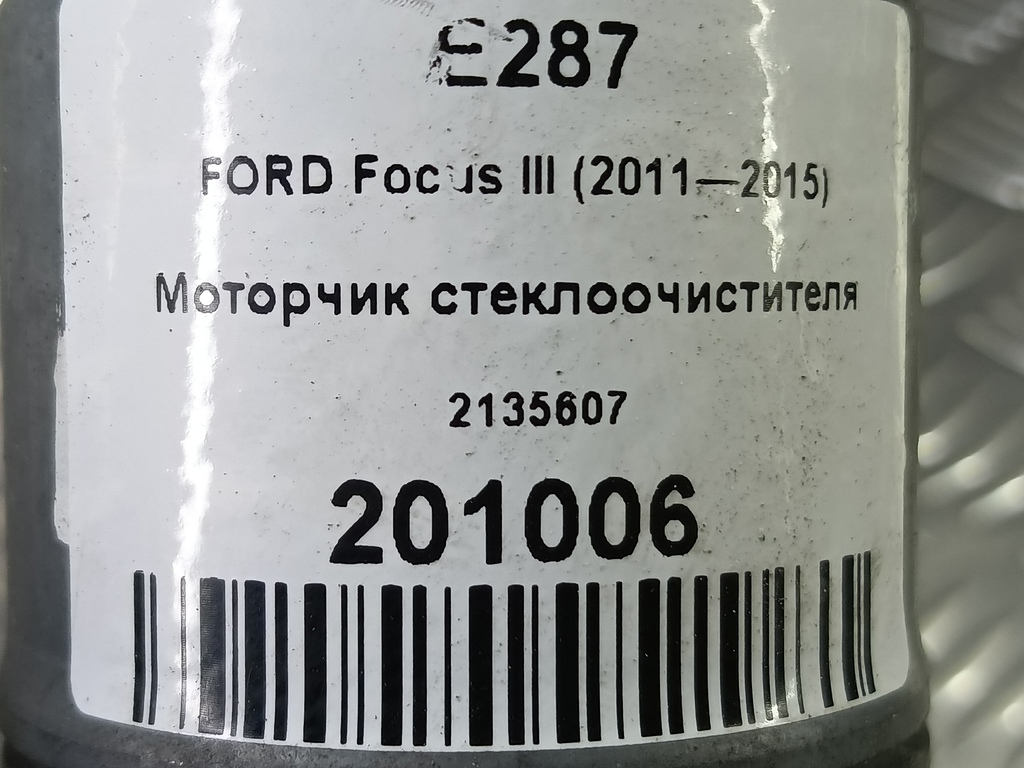 E287
FORD Focus III (2011—2015)
Моторчик стеклоочистителя
2135607
201006